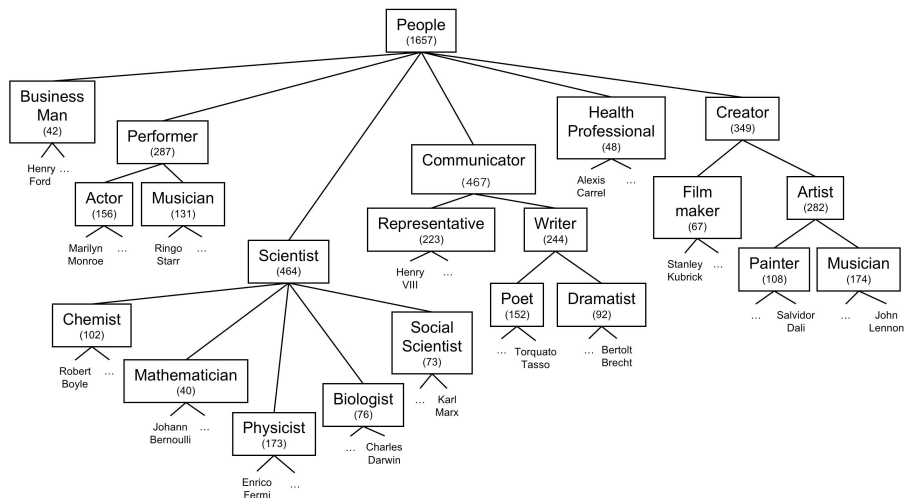 People
(1657)
Business
Man
(42)
Henry ...
Ford
Performer
(287)
Actor
(156)
Marilyn ...
Monroe
Musician
(131)
Ringo ...
Starr
Scientist
(464)
Chemist
(102)
Robert ...
Boyle
Mathematician
(40)
Johann ...
Bernoulli
Physicist
(173)
Enrico ...
Fermi
Biologist
(76)
... Charles
Darwin
Social
Scientist
(73)
... Karl
Marx
Communicator
(467)
Representative
(223)
Henry ...
VIII
Writer
(244)
Poet
(152)
... Torquato
Tasso
Dramatist
(92)
... Bertolt
Brecht
Health
Professional
(48)
Alexis ...
Carrel
Creator
(349)
Film
maker
(67)
Stanley ...
Kubrick
Artist
(282)
Painter
(108)
... Salvidor
Dali
Musician
(174)
... John
Lennon